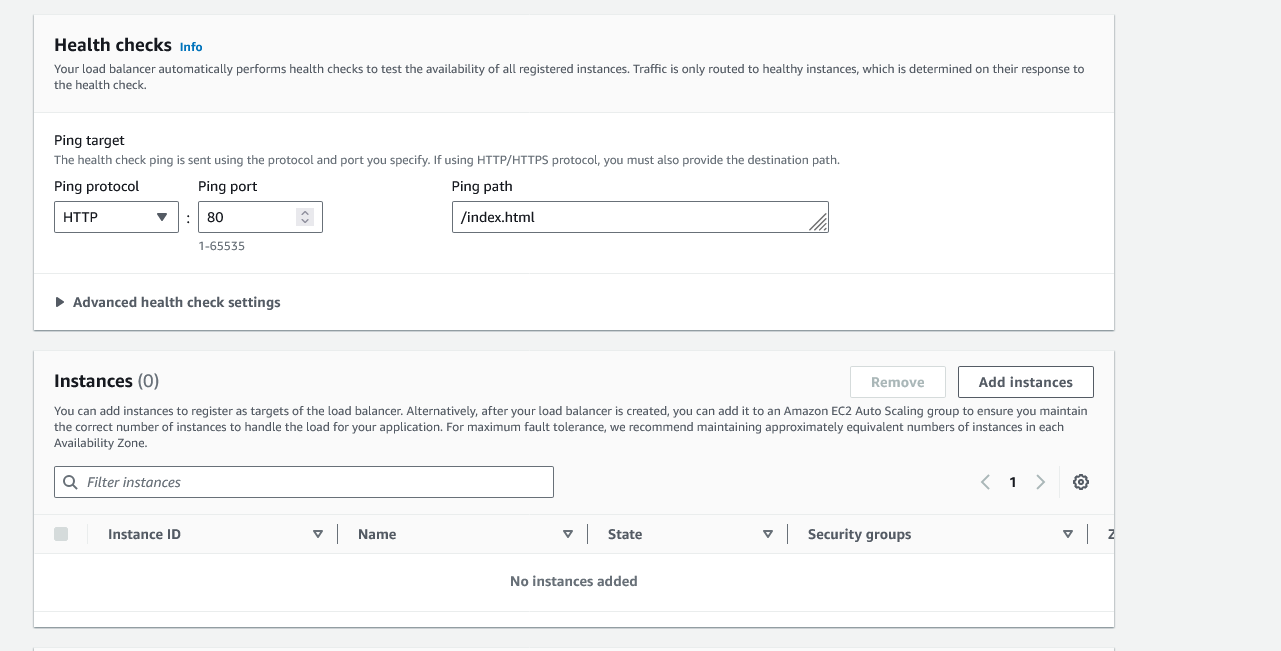 Health checks Info
Your load balancer automatically performs health checks to test the availability of all registered instances. Traffic is only routed to healthy instances, which is determined on their response to
the health check.
Ping target
The health check ping is sent using the protocol and port you specify. If using HTTP/HTTPS protocol, you must also provide the destination path.
Ping protocol Ping port Ping path
HTTP : 80 /index.html
1-65535
Advanced health check settings
Instances (0) Remove Add instances
You can add instances to register as targets of the load balancer. Alternatively, after your load balancer is created, you can add it to an Amazon EC2 Auto Scaling group to ensure you maintain
the correct number of instances to handle the load for your application. For maximum fault tolerance, we recommend maintaining approximately equivalent numbers of instances in each
Availability Zone.
Filter instances 1
Instance ID Name State Security groups
No instances added